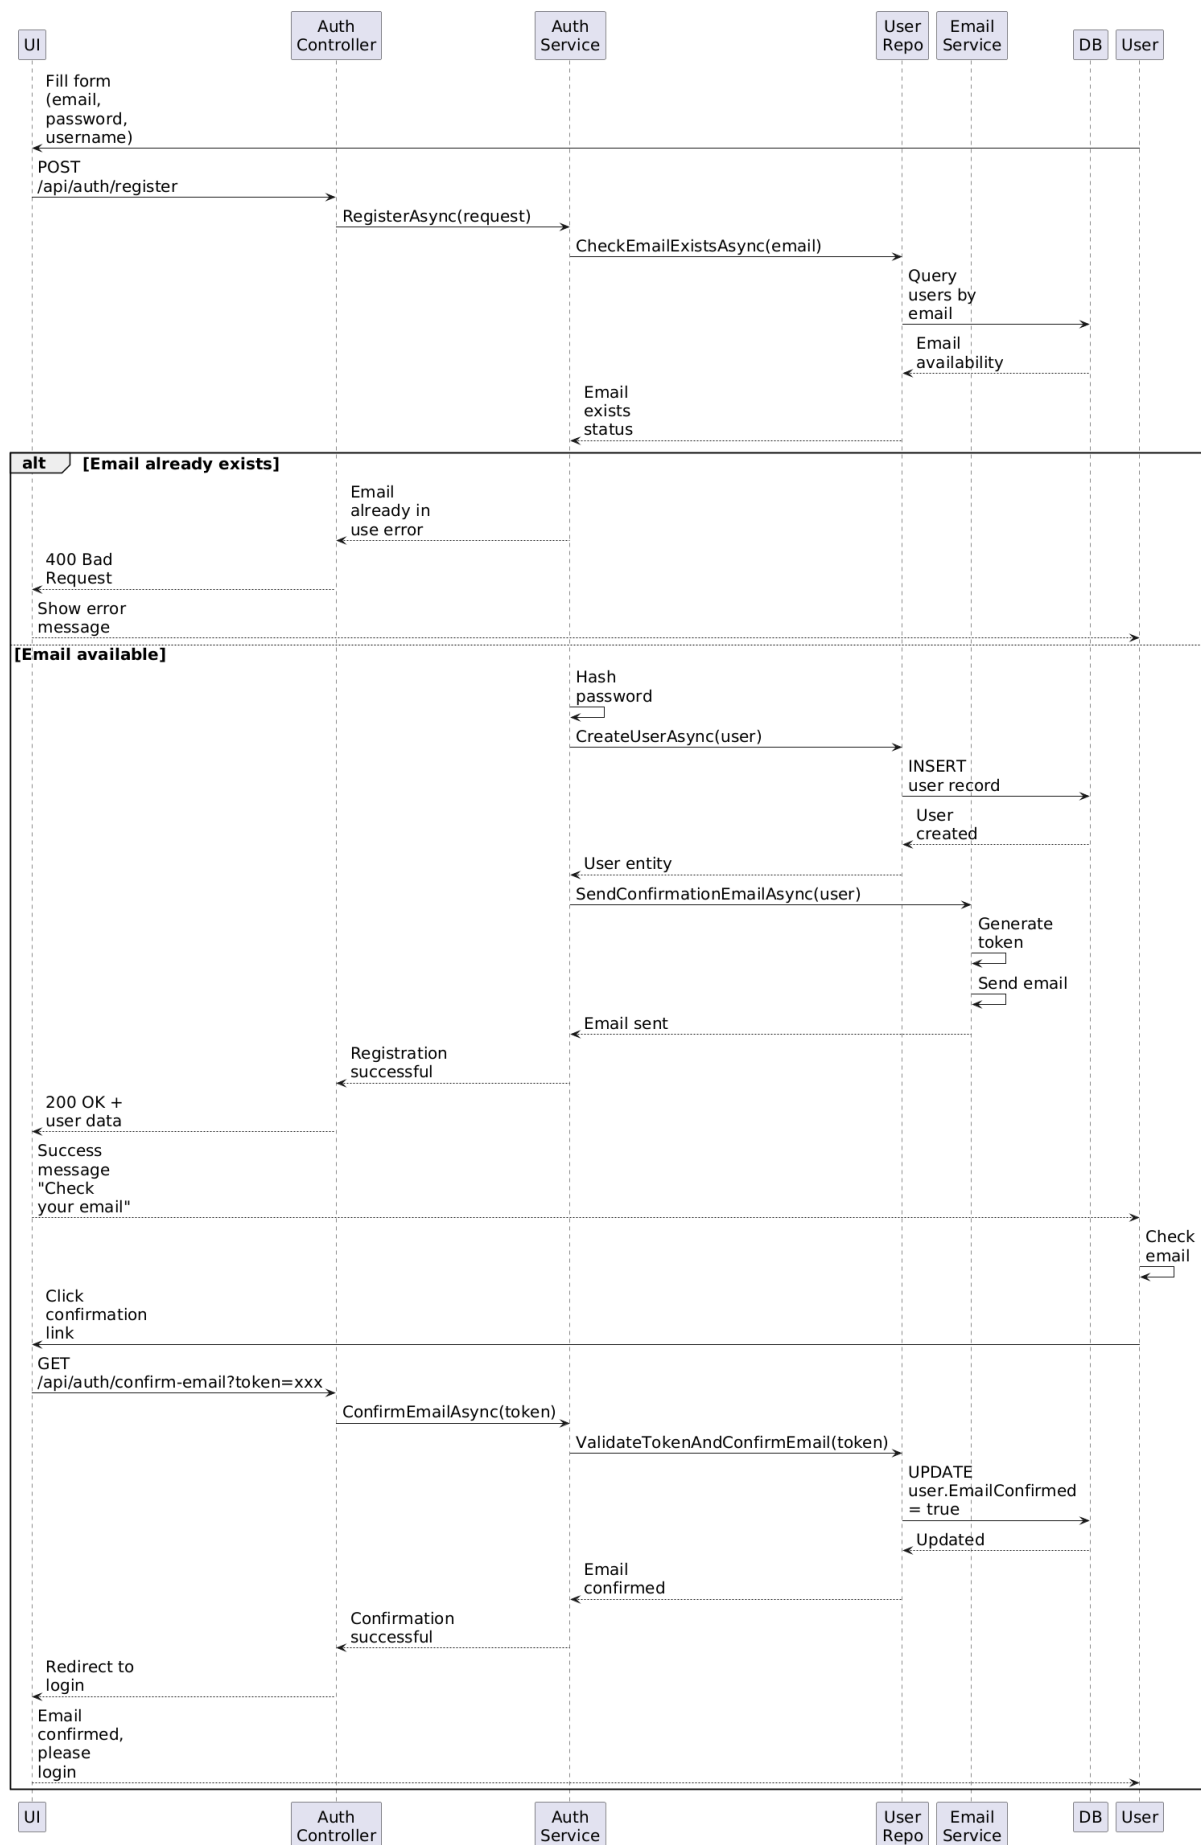 UI
Auth
Controller
Auth
Service
User
Repo
Email
Service
DB
User
Fill form
(email,
password,
username)
POST
/api/auth/register
RegisterAsync(request)
CheckEmailExistsAsync(email)
Query
users by
email
Email
availability
Email
exists
status
alt [Email already exists]
Email
already in
use error
400 Bad
Request
Show error
message
[Email available]
Hash
password
CreateUserAsync(user)
INSERT
user record
User
created
User entity
SendConfirmationEmailAsync(user)
Generate
token
Send email
Email sent
Registration
successful
200 OK +
user data
Success
message
"Check
your email"
Check
email
Click
confirmation
link
GET
/api/auth/confirm-email?token=xxx
ConfirmEmailAsync(token)
ValidateTokenAndConfirmEmail(token)
UPDATE
user.EmailConfirmed
= true
Updated
Email
confirmed
Confirmation
successful
Redirect to
login
Email
confirmed,
please
login
UI
Auth
Controller
Auth
Service
User
Repo
Email
Service
DB
User